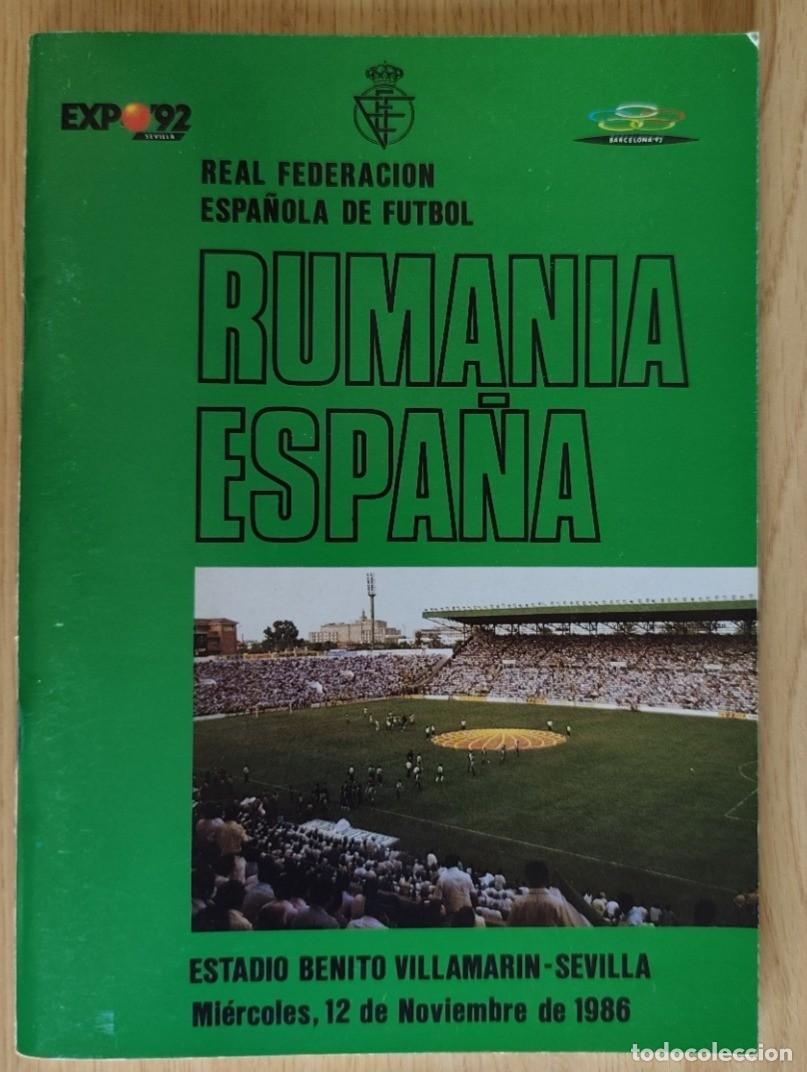 EXPO'92
SEVILLA
BARCELONA'92
REAL FEDERACION
ESPAÑOLA DE FUTBOL
RUMANIA
ESPAÑA
ESTADIO BENITO VILLAMARIN-SEVILLA
Miércoles, 12 de Noviembre de 1986
todocoleccion